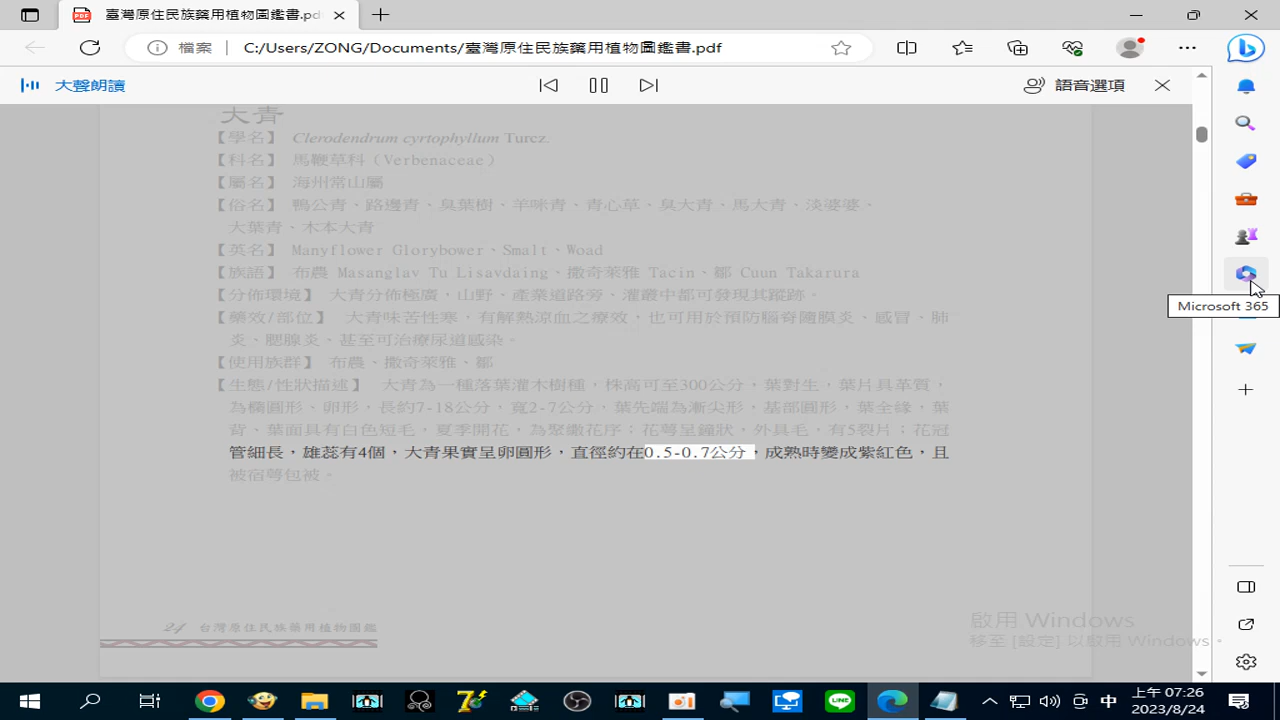 臺灣原住民族藥用植物圖鑑書.pdf
檔案 C:/Users/ZONG/Documents/臺灣原住民族藥用植物圖鑑書.pdf
大聲朗讀 語音選項
大青
【學名】 Clerodendrum cyrtophyllum Turcz.
【科名】 馬鞭草科（Verbenaceae）
【屬名】 海州常山屬
【俗名】 鴨公青、路邊青、臭葉樹、羊咪青、青心草、臭大青、馬大青、淡婆婆、
大葉青、木本大青
【英名】 Manyflower Glorybower、Smalt、Woad
【族語】 布農 Masanglav Tu Lisavdaing、撒奇萊雅 Tacin、鄒 Cuun Takarura
【分佈環境】 大青分佈極廣，山野、產業道路旁、灌叢中都可發現其蹤跡。
Microsoft 365
【藥效/部位】 大青味苦性寒，有解熱涼血之療效，也可用於預防腦脊隨膜炎、感冒、肺
炎、腮腺炎、甚至可治療尿道感染。
【使用族群】 布農、撒奇萊雅、鄒
【生態/性狀描述】 大青為一種落葉灌木樹種，株高可至300公分，葉對生，葉片具革質，
為橢圓形、卵形，長約7-18公分，寬2-7公分，葉先端為漸尖形，基部圓形，葉全緣，葉
背、葉面具有白色短毛，夏季開花，為聚繖花序；花萼呈鐘狀，外具毛，有5裂片；花冠
管細長，雄蕊有4個，大青果實呈卵圓形，直徑約在0.5-0.7公分，成熟時變成紫紅色，且
被宿萼包被。
24 台灣原住民族藥用植物圖鑑
啟用 Windows
移至 [設定] 以啟用 Windows。
中
上午 07:26
2023/8/24